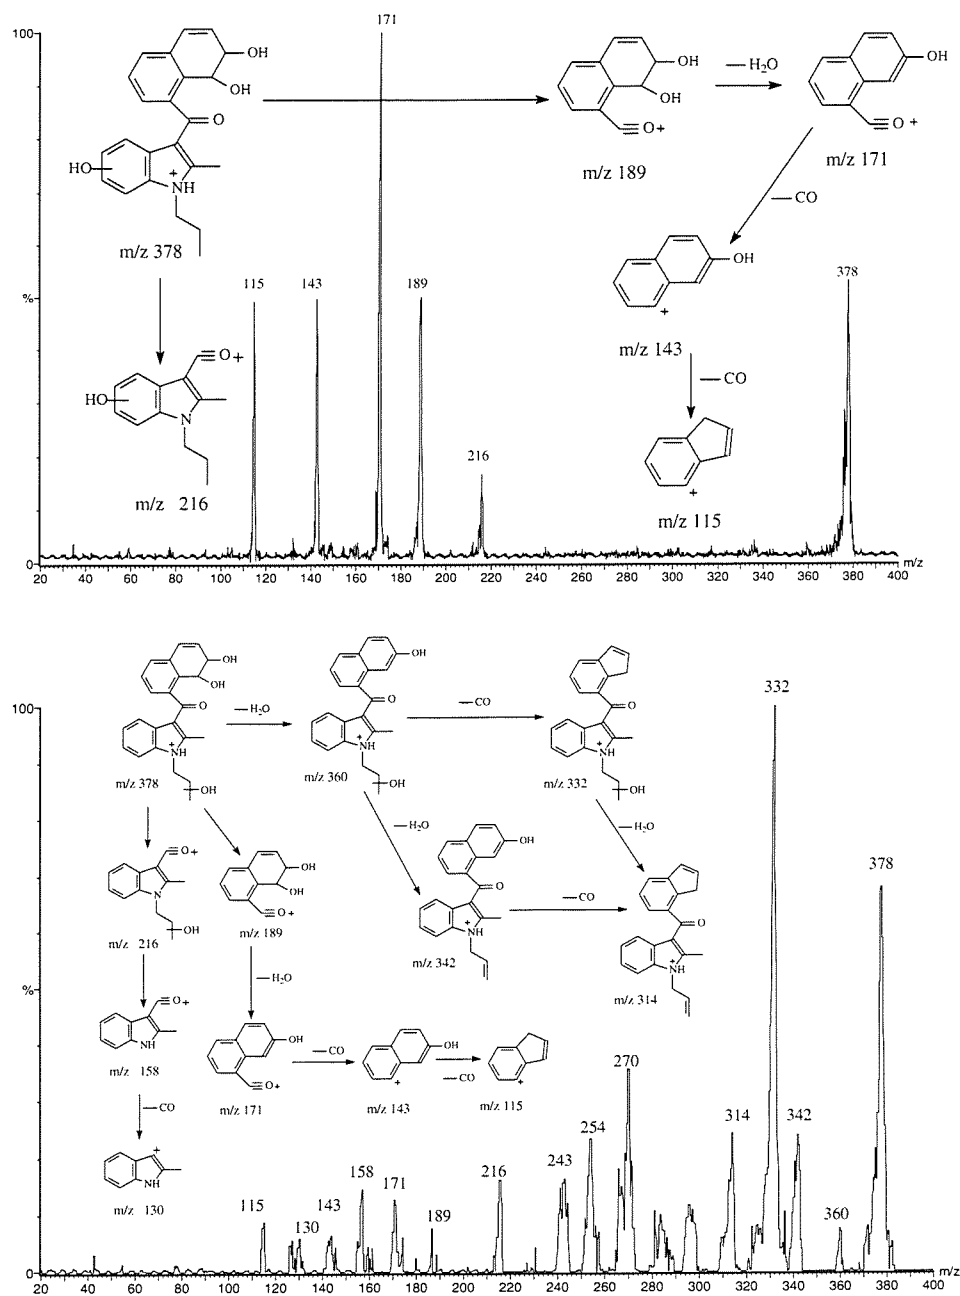 100
171
OH
OH
O
HO
+
NH
m/z 378
OH
OH
O+
m/z 189
—H₂O
OH
O +
m/z 171
—CO
OH
+
m/z 143
—CO
+
m/z 115
%
115
143
189
216
378
O+
HO
N
m/z 216
0
20 40 60 80 100 120 140 160 180 200 220 240 260 280 300 320 340 360 380 400 m/z
100
OH
OH
O
+
NH
OH
m/z 378
—H₂O
OH
O
+
NH
OH
m/z 360
—CO
O
+
NH
OH
m/z 332
332
—H₂O
—H₂O
378
O+
N
OH
m/z 216
OH
OH
O+
m/z 189
OH
O
+
NH
m/z 342
—CO
O
+
NH
m/z 314
%
O+
NH
m/z 158
—H₂O
OH
O+
m/z 171
—CO
OH
+
m/z 143
—CO
+
m/z 115
—CO
+
NH
m/z 130
115
130
143
158
171
189
216
243
254
270
314
342
360
0
20 40 60 80 100 120 140 160 180 200 220 240 260 280 300 320 340 360 380 400 m/z